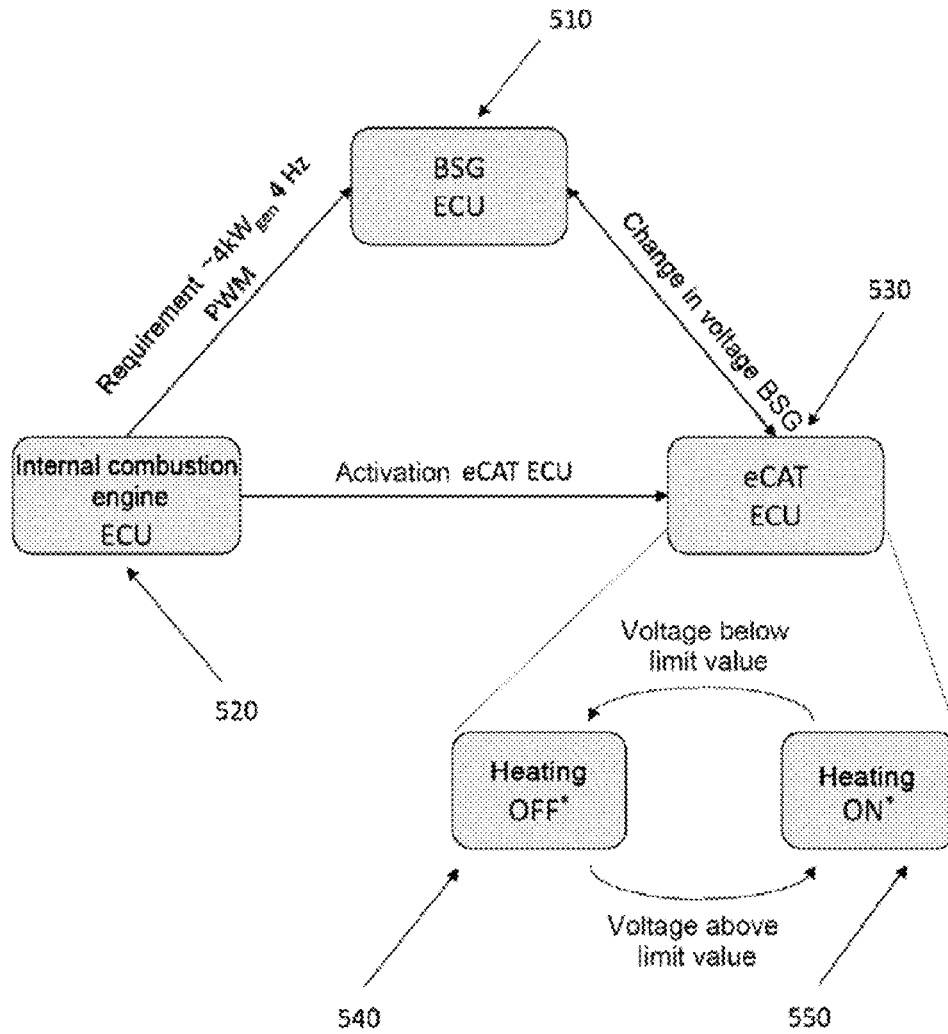 510
BSG
ECU
Requirement ~4kW gen 4 Hz
PWM
Change in voltage BSG
530
Internal combustion
engine
ECU
Activation eCAT ECU
eCAT
ECU
520
Voltage below
limit value
Heating
OFF*
Heating
ON*
Voltage above
limit value
540
550